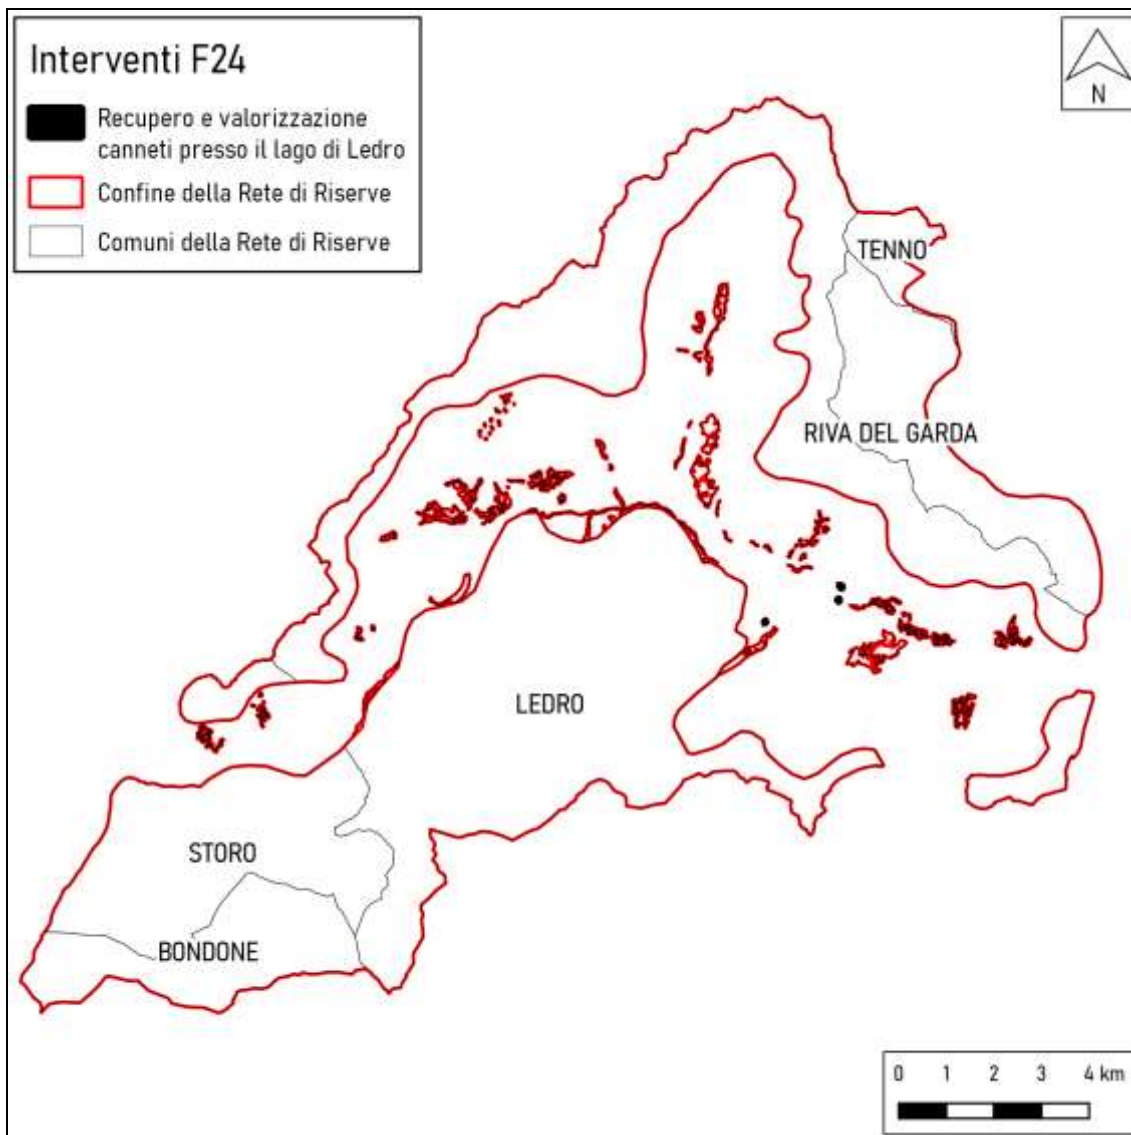 Interventi F24
Recupero e valorizzazione
canneti presso il lago di Ledro
Confine della Rete di Riserve
Comuni della Rete di Riserve
N
TENNO
RIVA DEL GARDA
LEDRO
STORO
BONDONE
0 1 2 3 4 km